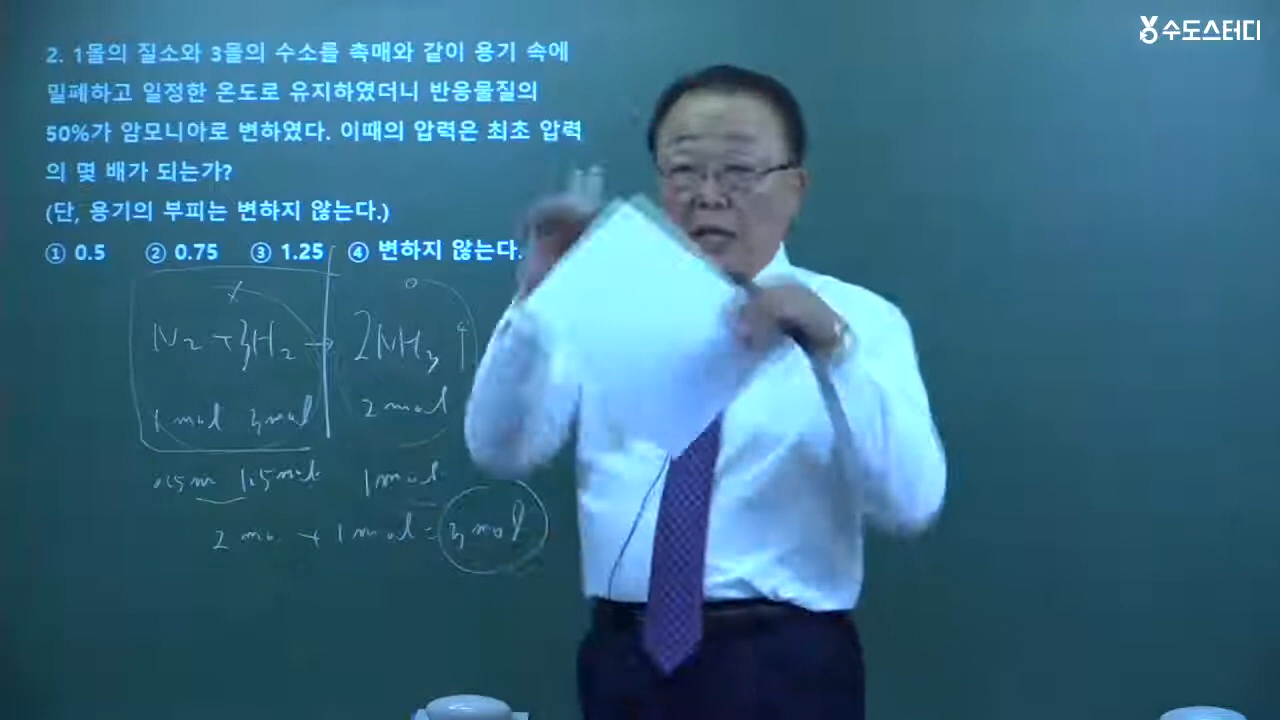 수도스터디
2. 1몰의 질소와 3몰의 수소를 촉매와 같이 용기 속에
밀폐하고 일정한 온도로 유지하였더니 반응물질의
50%가 암모니아로 변하였다. 이때의 압력은 최초 압력
의 몇 배가 되는가?
(단, 용기의 부피는 변하지 않는다.)
① 0.5 ② 0.75 ③ 1.25 ④ 변하지 않는다.
N₂ + 3H₂ → 2NH₃ ↑
1 mol 3 mol 2 mol
0.5m 1.5 mol 1 mol
2 mo + 1 mol = 3 mol